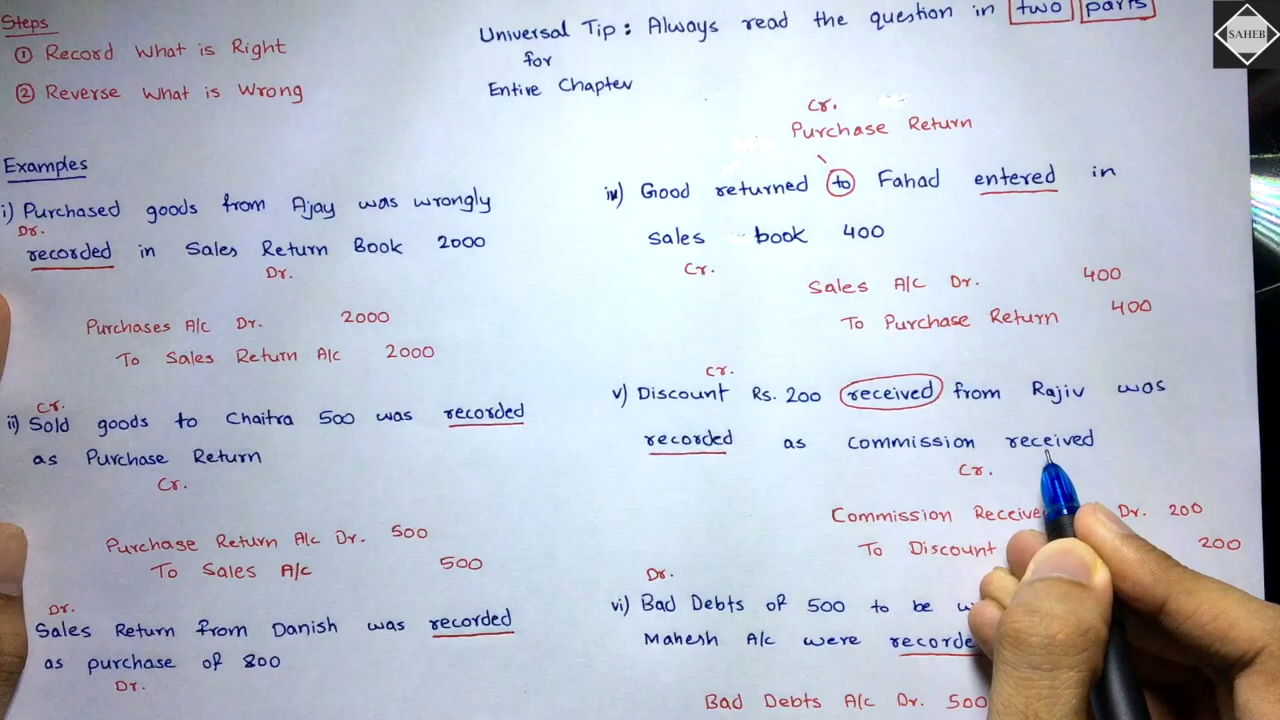 Steps
① Record What is Right
② Reverse What is Wrong
Universal Tip: Always read the question in two parts
for
Entire Chapter
SAHEB
Examples
i) Purchased goods from Ajay was wrongly
Dr.
recorded in Sales Return Book 2000
Dr.
Purchases A/c Dr. 2000
To Sales Return A/c 2000
Cr.
ii) Sold goods to Chaitra 500 was recorded
as Purchase Return
Cr.
Purchase Return A/c Dr. 500
To Sales A/c 500
Dr.
Sales Return from Danish was recorded
as purchase of 800
Dr.
Cr.
Purchase Return
iv) Good returned to Fahad entered in
Sales book 400
Cr.
Sales A/c Dr. 400
To Purchase Return 400
Cr.
v) Discount Rs. 200 received from Rajiv was
recorded as Commission received
Cr.
Commission Receive Dr. 200
To Discount 200
Dr.
vi) Bad Debts of 500 to be
Mahesh A/c were recorde
Bad Debts A/c Dr. 500